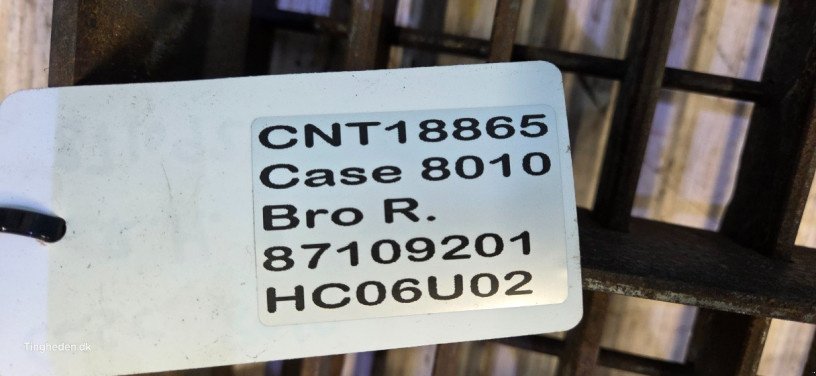 CNT18865
Case 8010
Bro R.
87109201
HC06U02
Tingheden.dk